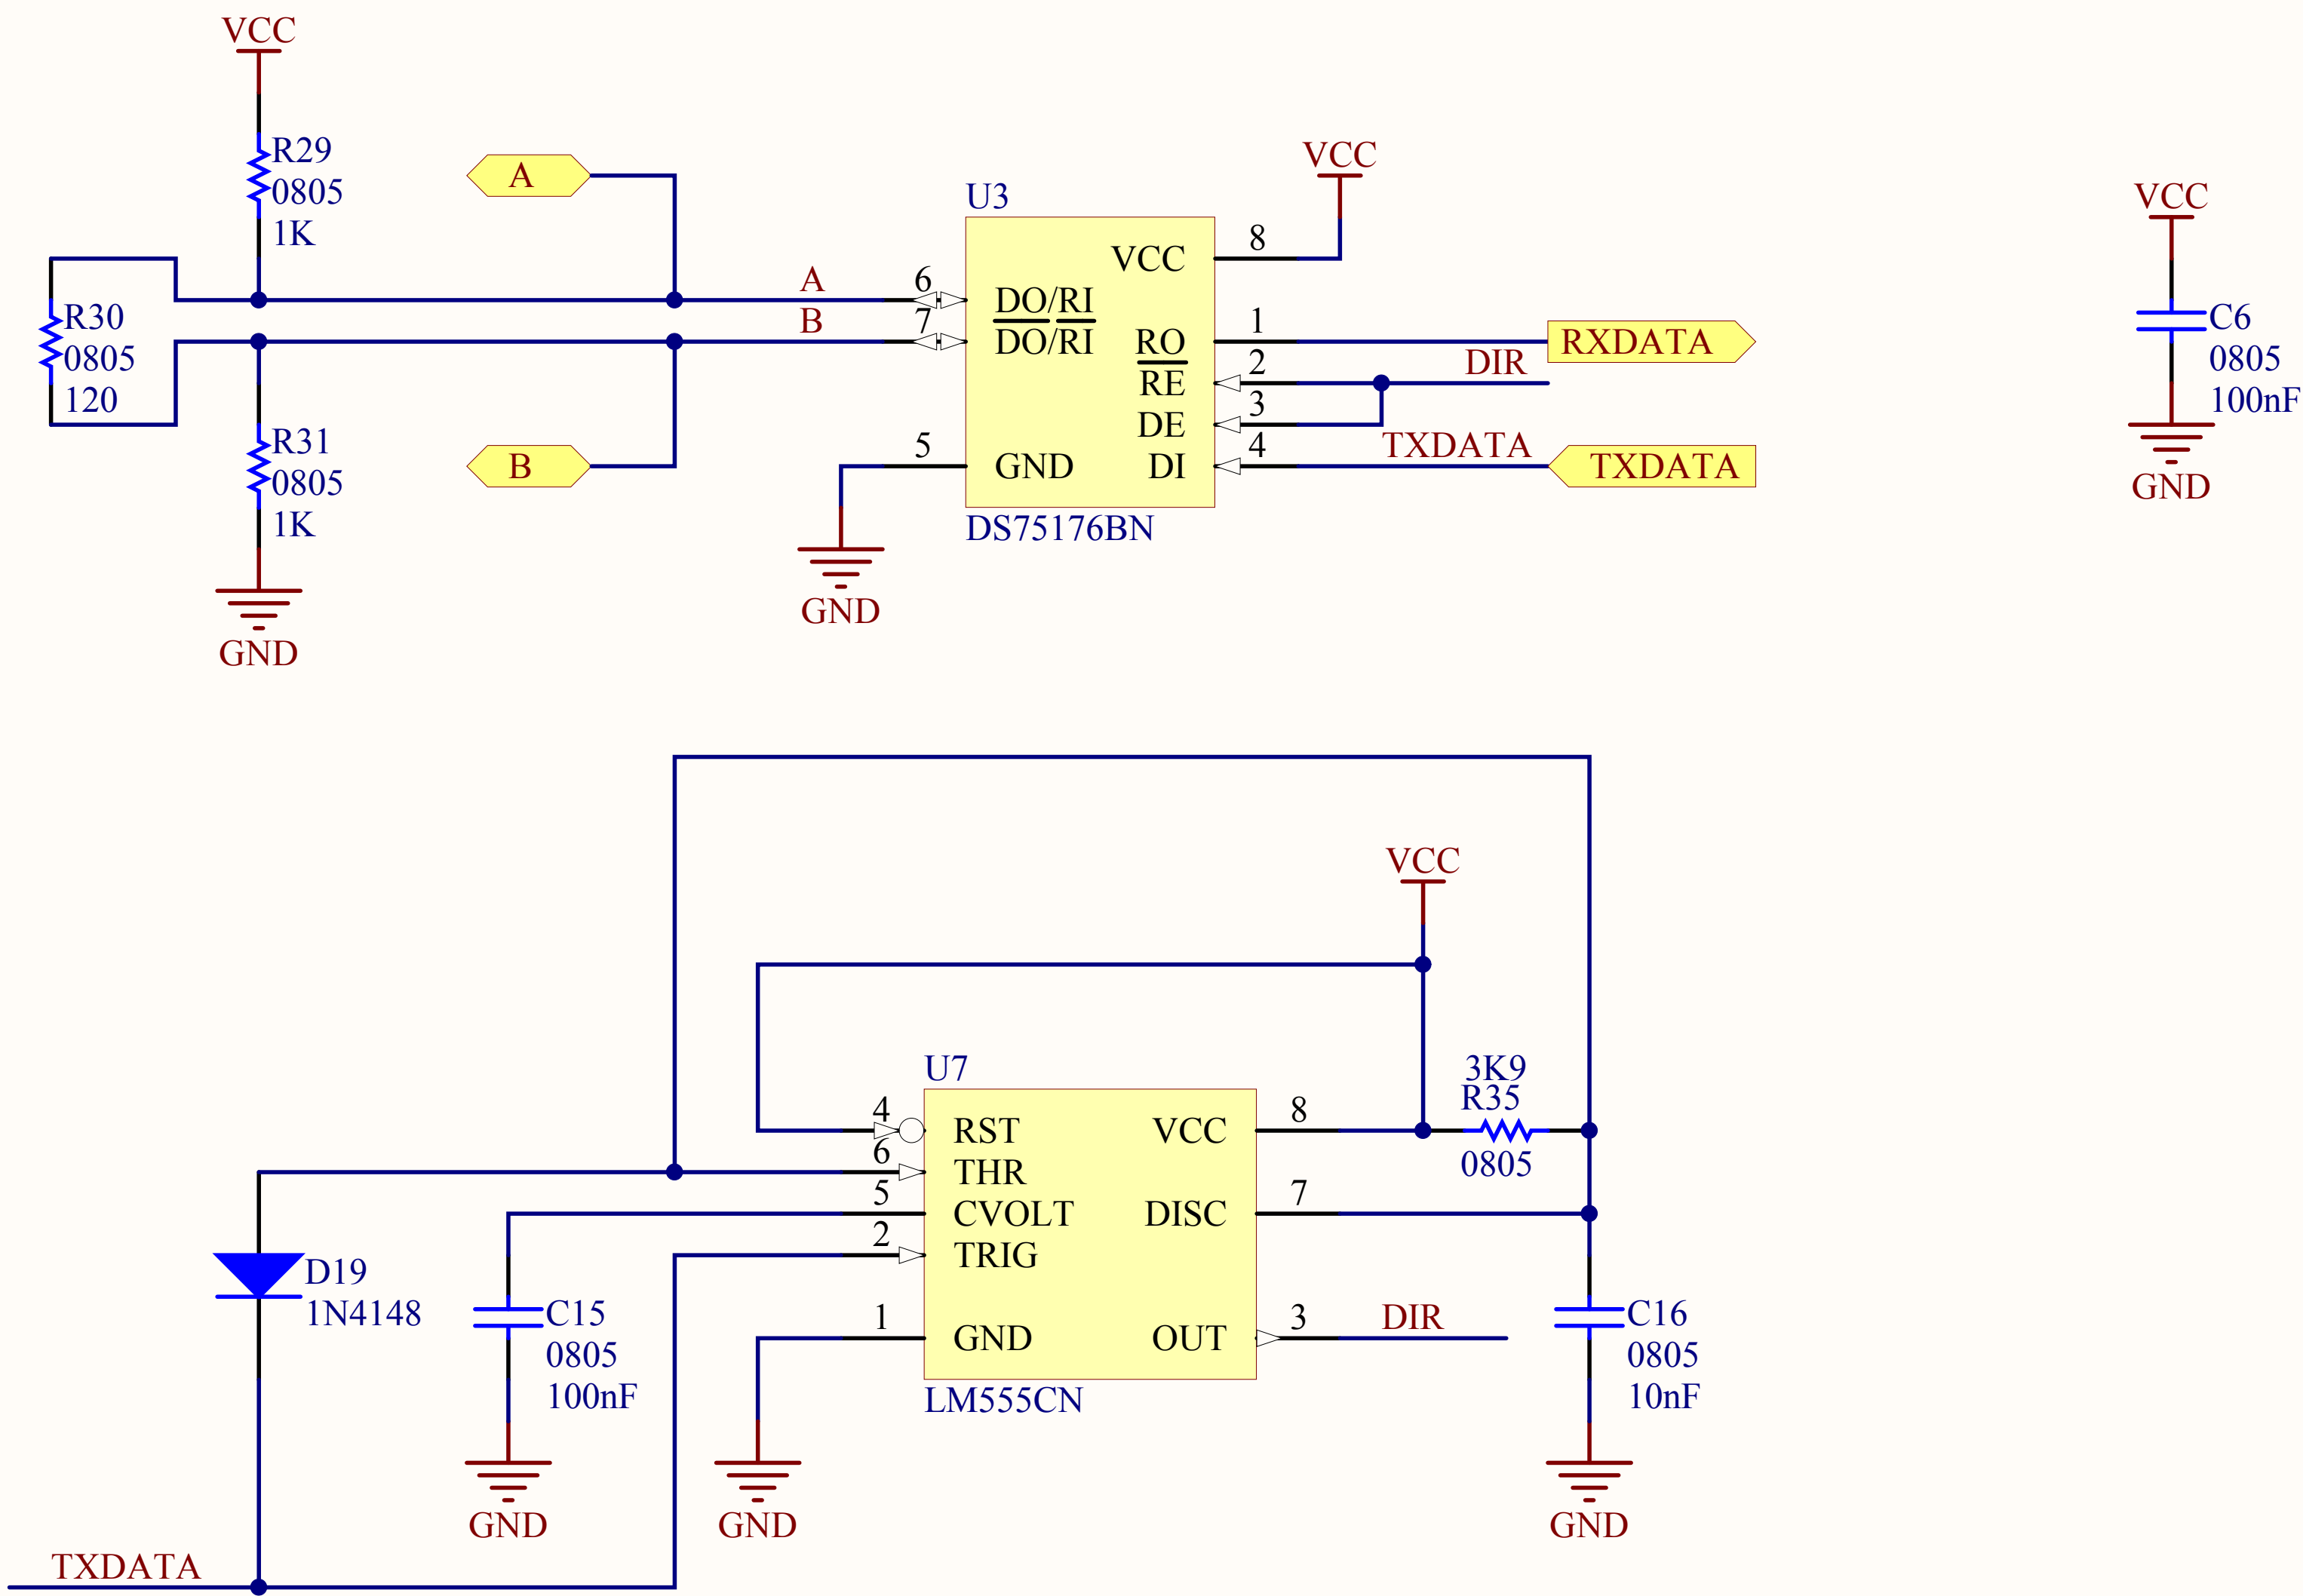 VCC
R29
0805
1K
A
R30
0805
120
R31
0805
1K
B
GND
A
B
U3
VCC
6
7
5
DO/RI
DO/RI
GND
VCC
RO
RE
DE
DI
8
1
2
3
4
DS75176BN
GND
RXDATA
DIR
TXDATA
TXDATA
VCC
C6
0805
100nF
GND
VCC
U7
4
6
5
2
1
RST
THR
CVOLT
TRIG
GND
VCC
DISC
OUT
8
7
3
LM555CN
3K9
R35
0805
DIR
D19
1N4148
C15
0805
100nF
GND
GND
C16
0805
10nF
GND
TXDATA